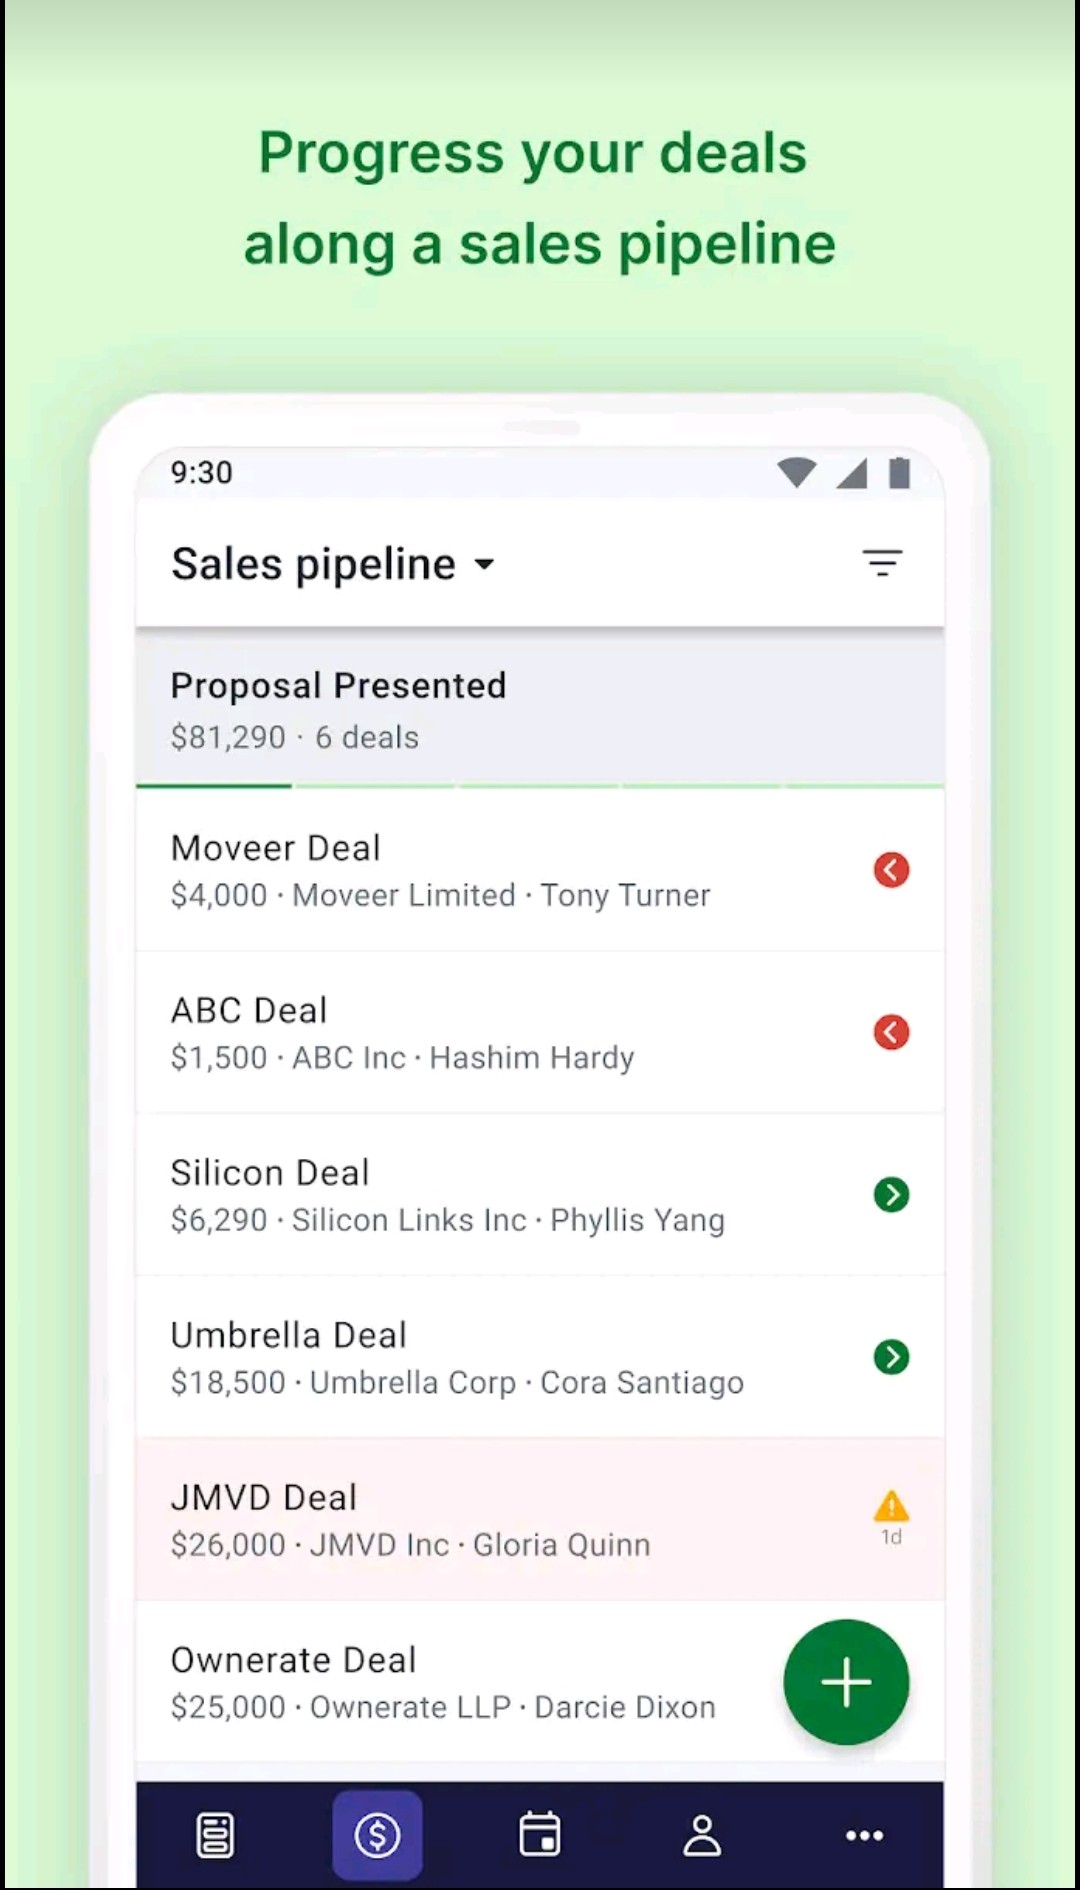 Progress your deals
along a sales pipeline
9:30
Sales pipeline
Proposal Presented
$81,290 · 6 deals
Moveer Deal
$4,000 · Moveer Limited · Tony Turner
ABC Deal
$1,500 · ABC Inc · Hashim Hardy
Silicon Deal
$6,290 · Silicon Links Inc · Phyllis Yang
Umbrella Deal
$18,500 · Umbrella Corp · Cora Santiago
JMVD Deal
$26,000 · JMVD Inc · Gloria Quinn
1d
Ownerate Deal
$25,000 · Ownerate LLP · Darcie Dixon